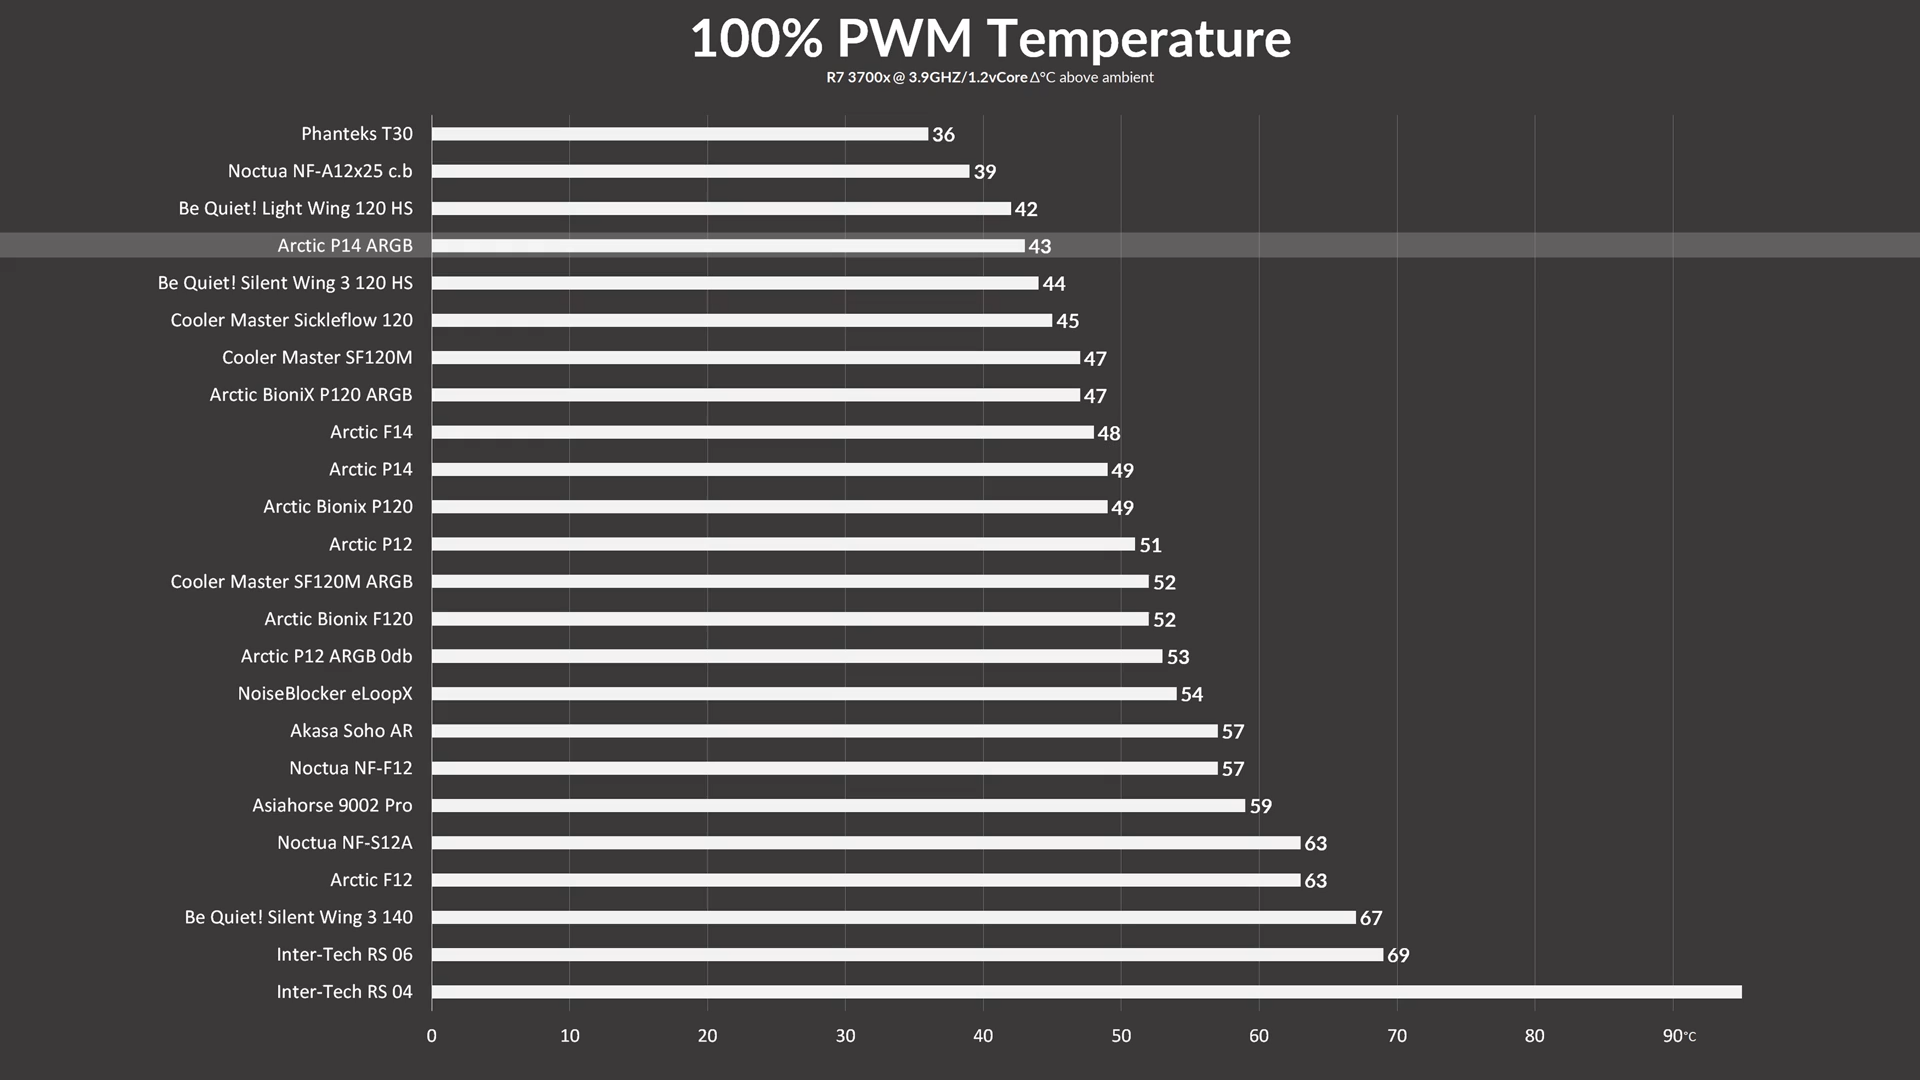 100% PWM Temperature
R7 3700x @ 3.9GHZ/1.2vCore Δ°C above ambient
Phanteks T30 36
Noctua NF-A12x25 c.b 39
Be Quiet! Light Wing 120 HS 42
Arctic P14 ARGB 43
Be Quiet! Silent Wing 3 120 HS 44
Cooler Master Sickleflow 120 45
Cooler Master SF120M 47
Arctic BioniX P120 ARGB 47
Arctic F14 48
Arctic P14 49
Arctic Bionix P120 49
Arctic P12 51
Cooler Master SF120M ARGB 52
Arctic Bionix F120 52
Arctic P12 ARGB 0db 53
NoiseBlocker eLoopX 54
Akasa Soho AR 57
Noctua NF-F12 57
Asiahorse 9002 Pro 59
Noctua NF-S12A 63
Arctic F12 63
Be Quiet! Silent Wing 3 140 67
Inter-Tech RS 06 69
Inter-Tech RS 04
0 10 20 30 40 50 60 70 80 90°C